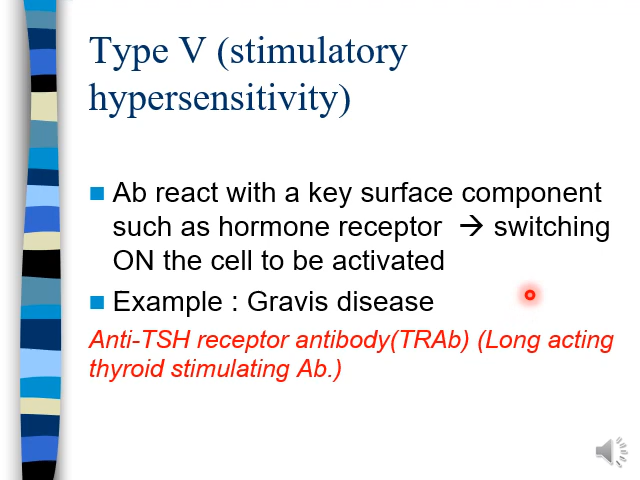 Type V (stimulatory
hypersensitivity)
Ab react with a key surface component
such as hormone receptor → switching
ON the cell to be activated
Example : Gravis disease
Anti-TSH receptor antibody(TRAb) (Long acting
thyroid stimulating Ab.)